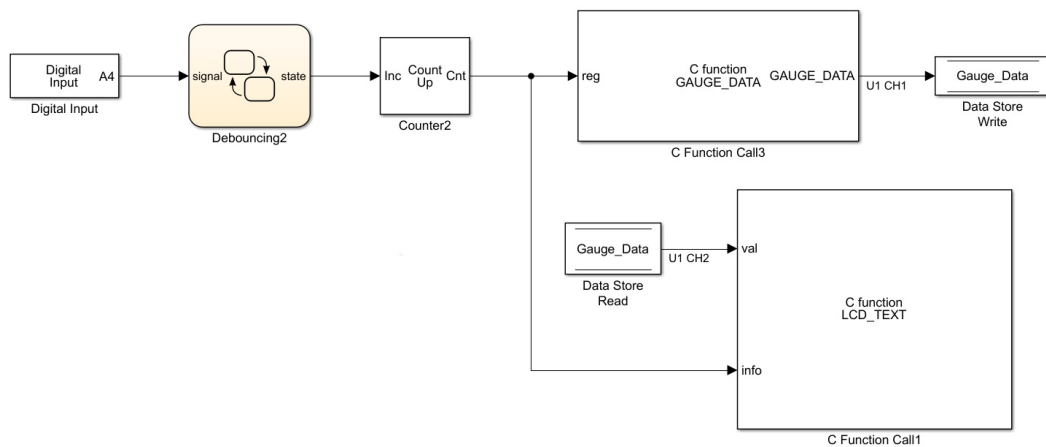 Digital
Input
A4
Digital Input
signal
state
Debouncing2
Inc
Count
Up
Cnt
Counter2
reg
C function
GAUGE_DATA
GAUGE_DATA
C Function Call3
U1 CH1
Gauge_Data
Data Store
Write
Gauge_Data
Data Store
Read
U1 CH2
val
C function
LCD_TEXT
info
C Function Call1